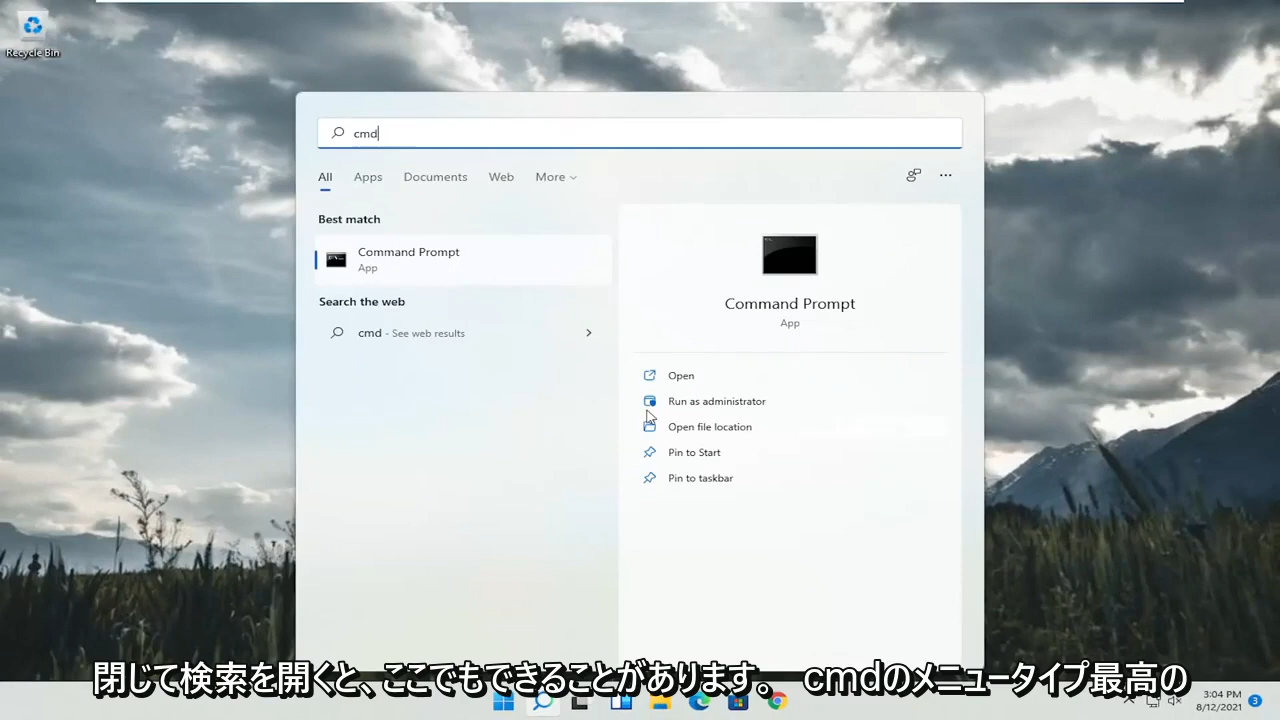 Recycle Bin
cmd
All Apps Documents Web More
Best match
Command Prompt
App
Search the web
cmd - See web results
Command Prompt
App
Open
Run as administrator
Open file location
Pin to Start
Pin to taskbar
閉じて検索を開くと、ここでもできることがあります。 cmdのメニュータイプ最高の
3:04 PM
8/12/2021
3